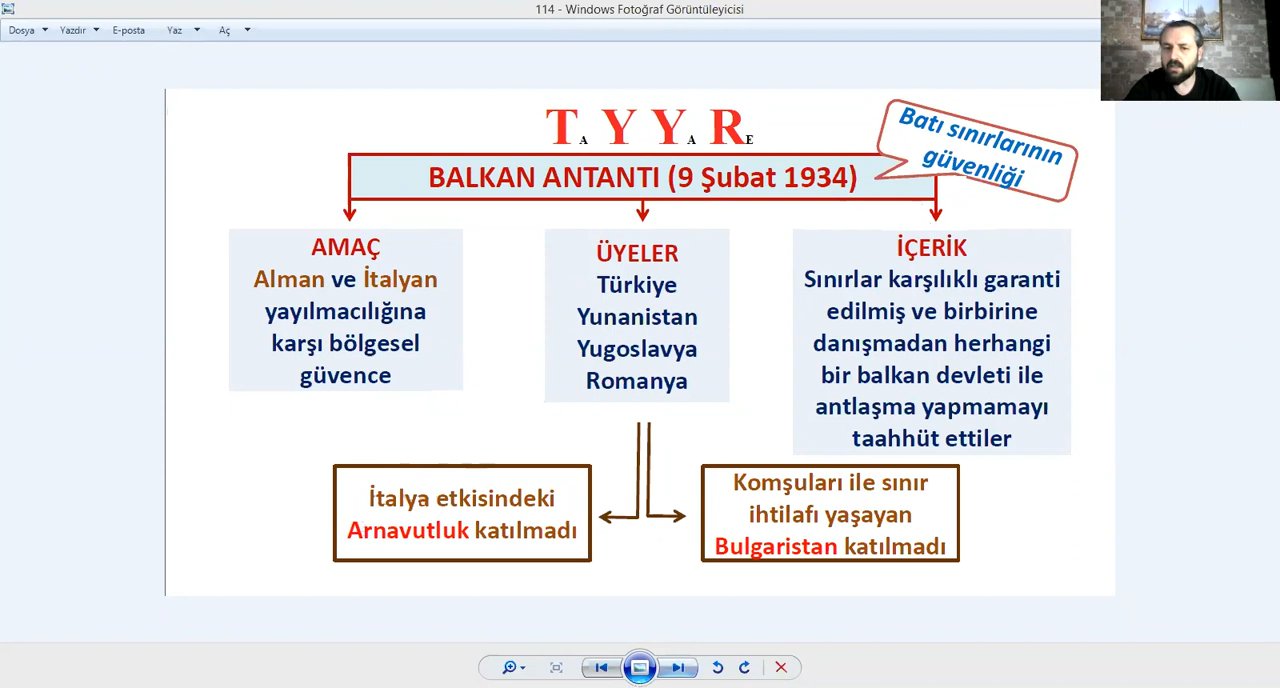 114 - Windows Fotoğraf Görüntüleyicisi
Dosya Yazdır E-posta Yaz Aç
TA Y YA RE
Batı sınırlarının
güvenliği
BALKAN ANTANTI (9 Şubat 1934)
AMAÇ
Alman ve İtalyan
yayılmacılığına
karşı bölgesel
güvence
ÜYELER
Türkiye
Yunanistan
Yugoslavya
Romanya
İÇERİK
Sınırlar karşılıklı garanti
edilmiş ve birbirine
danışmadan herhangi
bir balkan devleti ile
antlaşma yapmamayı
taahhüt ettiler
İtalya etkisindeki
Arnavutluk katılmadı
Komşuları ile sınır
ihtilafı yaşayan
Bulgaristan katılmadı